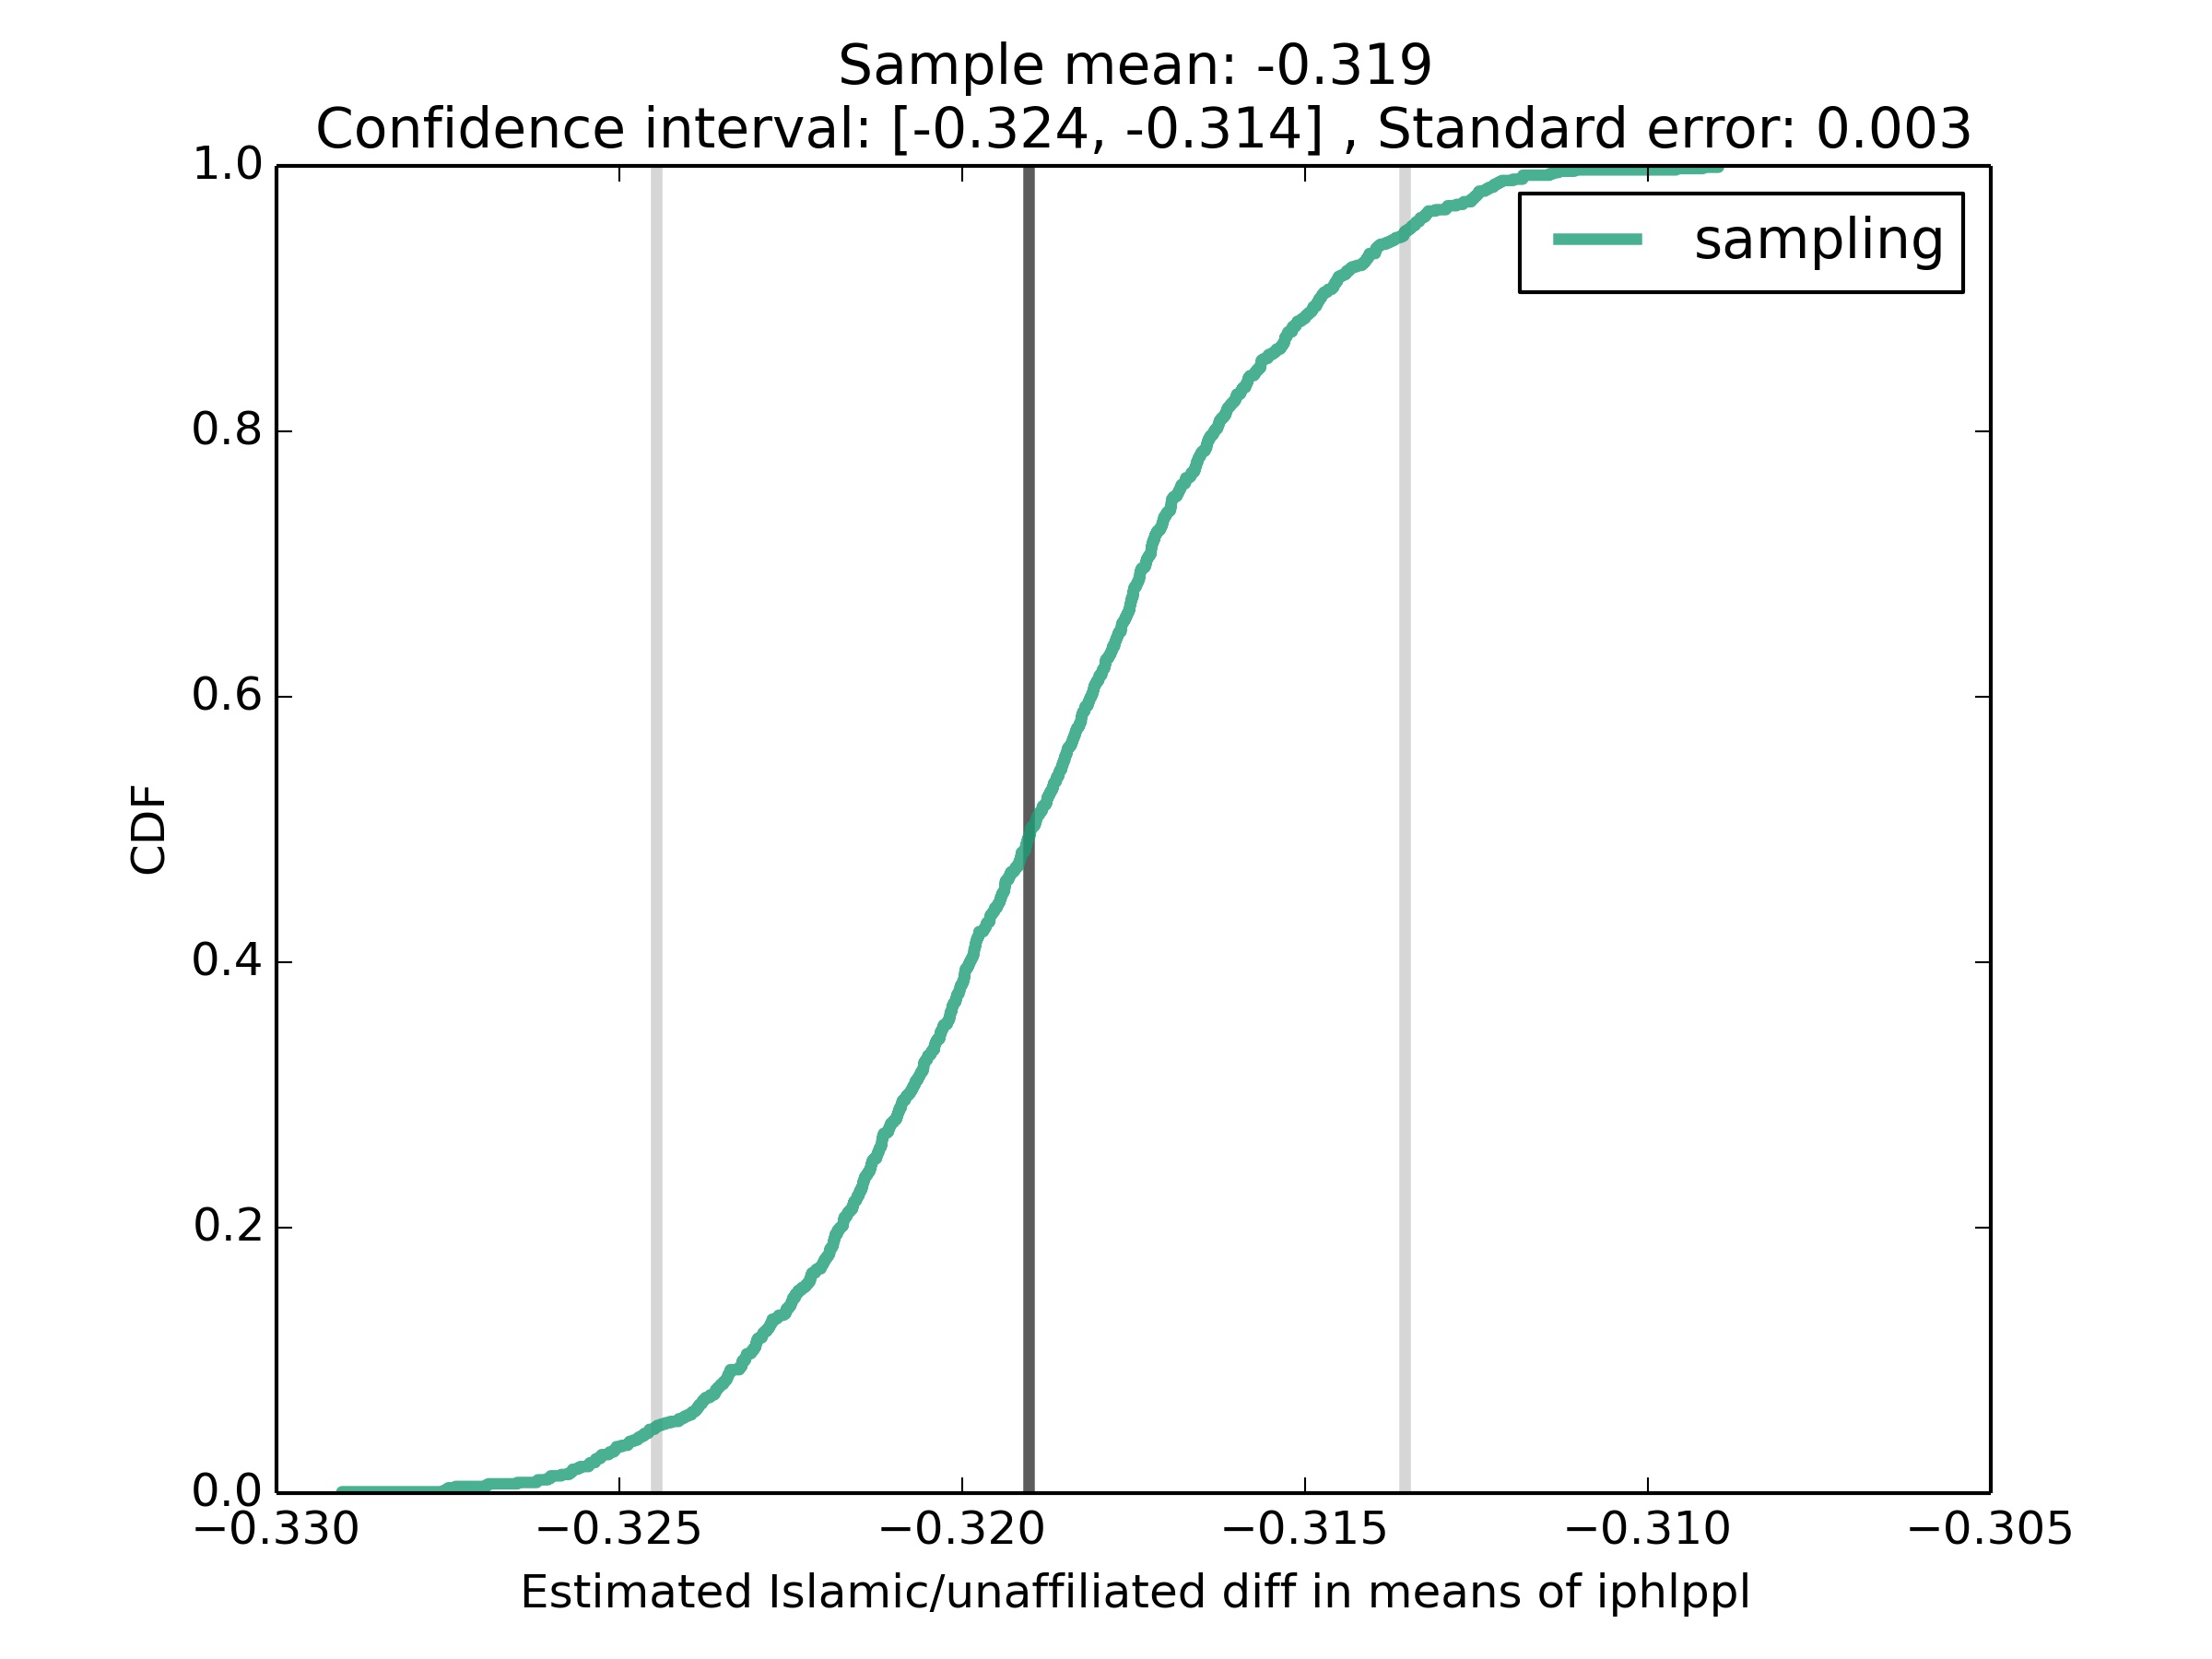 Sample mean: -0.319
Confidence interval: [-0.324, -0.314] , Standard error: 0.003
1.0
sampling
0.8
0.6
CDF
0.4
0.2
0.0
−0.330 −0.325 −0.320 −0.315 −0.310 −0.305
Estimated Islamic/unaffiliated diff in means of iphlppl